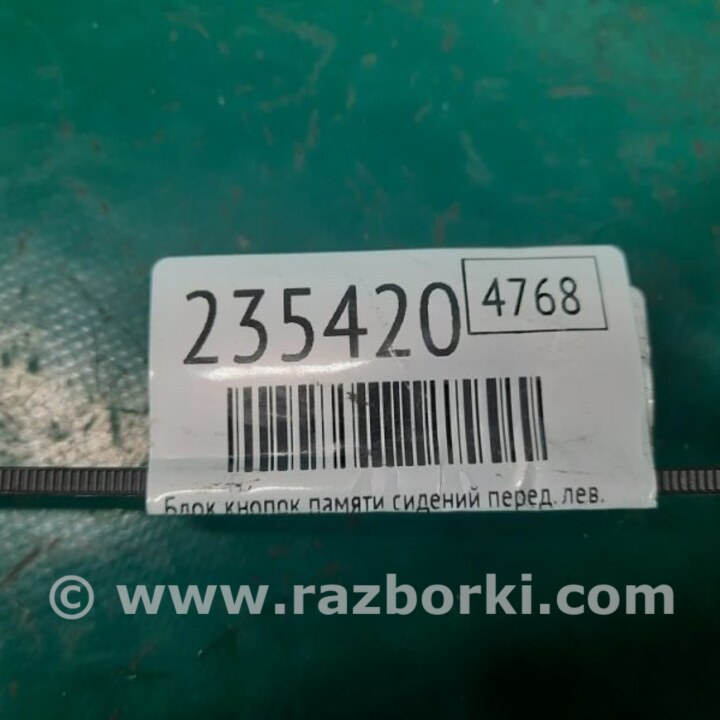 235420 4768
Блок кнопок памяти сидений перед. лев.
© www.razborki.com